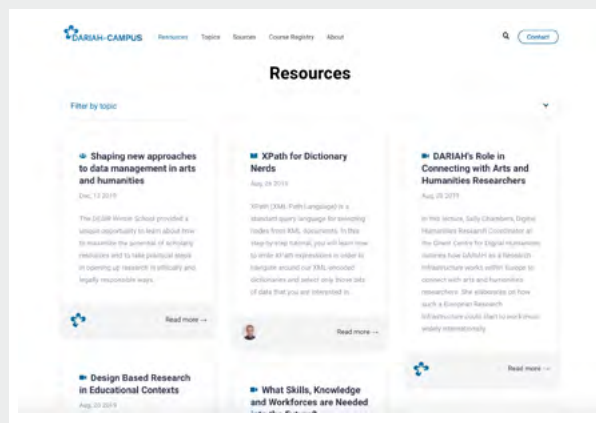 DARIAH-CAMPUS Resources Topics Sources Course Registry About Contact
Resources
Filter by topic
Shaping new approaches
to data management in arts
and humanities
Dec, 13 2019
The DESIR Winter School provided a
unique opportunity to learn about how
to maximise the potential of scholarly
resources and to take practical steps
in opening up research in ethically and
legally responsible ways.
Read more →
XPath for Dictionary
Nerds
Aug, 28 2019
XPath (XML Path Language) is a
standard query language for selecting
nodes from XML documents. In this
step-by-step tutorial, you will learn how
to write XPath expressions in order to
navigate around our XML-encoded
dictionaries and select only those bits
of data that you are interested in.
Read more →
DARIAH's Role in
Connecting with Arts and
Humanities Researchers
Aug, 20 2019
In this lecture, Sally Chambers, Digital
Humanities Research Coordinator at
the Ghent Centre for Digital Humanities
outlines how DARIAH as a Research
Infrastructure works within Europe to
connect with arts and humanities
researchers. She elaborates on how
such a European Research
Infrastructure could start to work more
widely internationally.
Read more →
Design Based Research
in Educational Contexts
Aug, 20 2019
What Skills, Knowledge
and Workforces are Needed
into the Future?